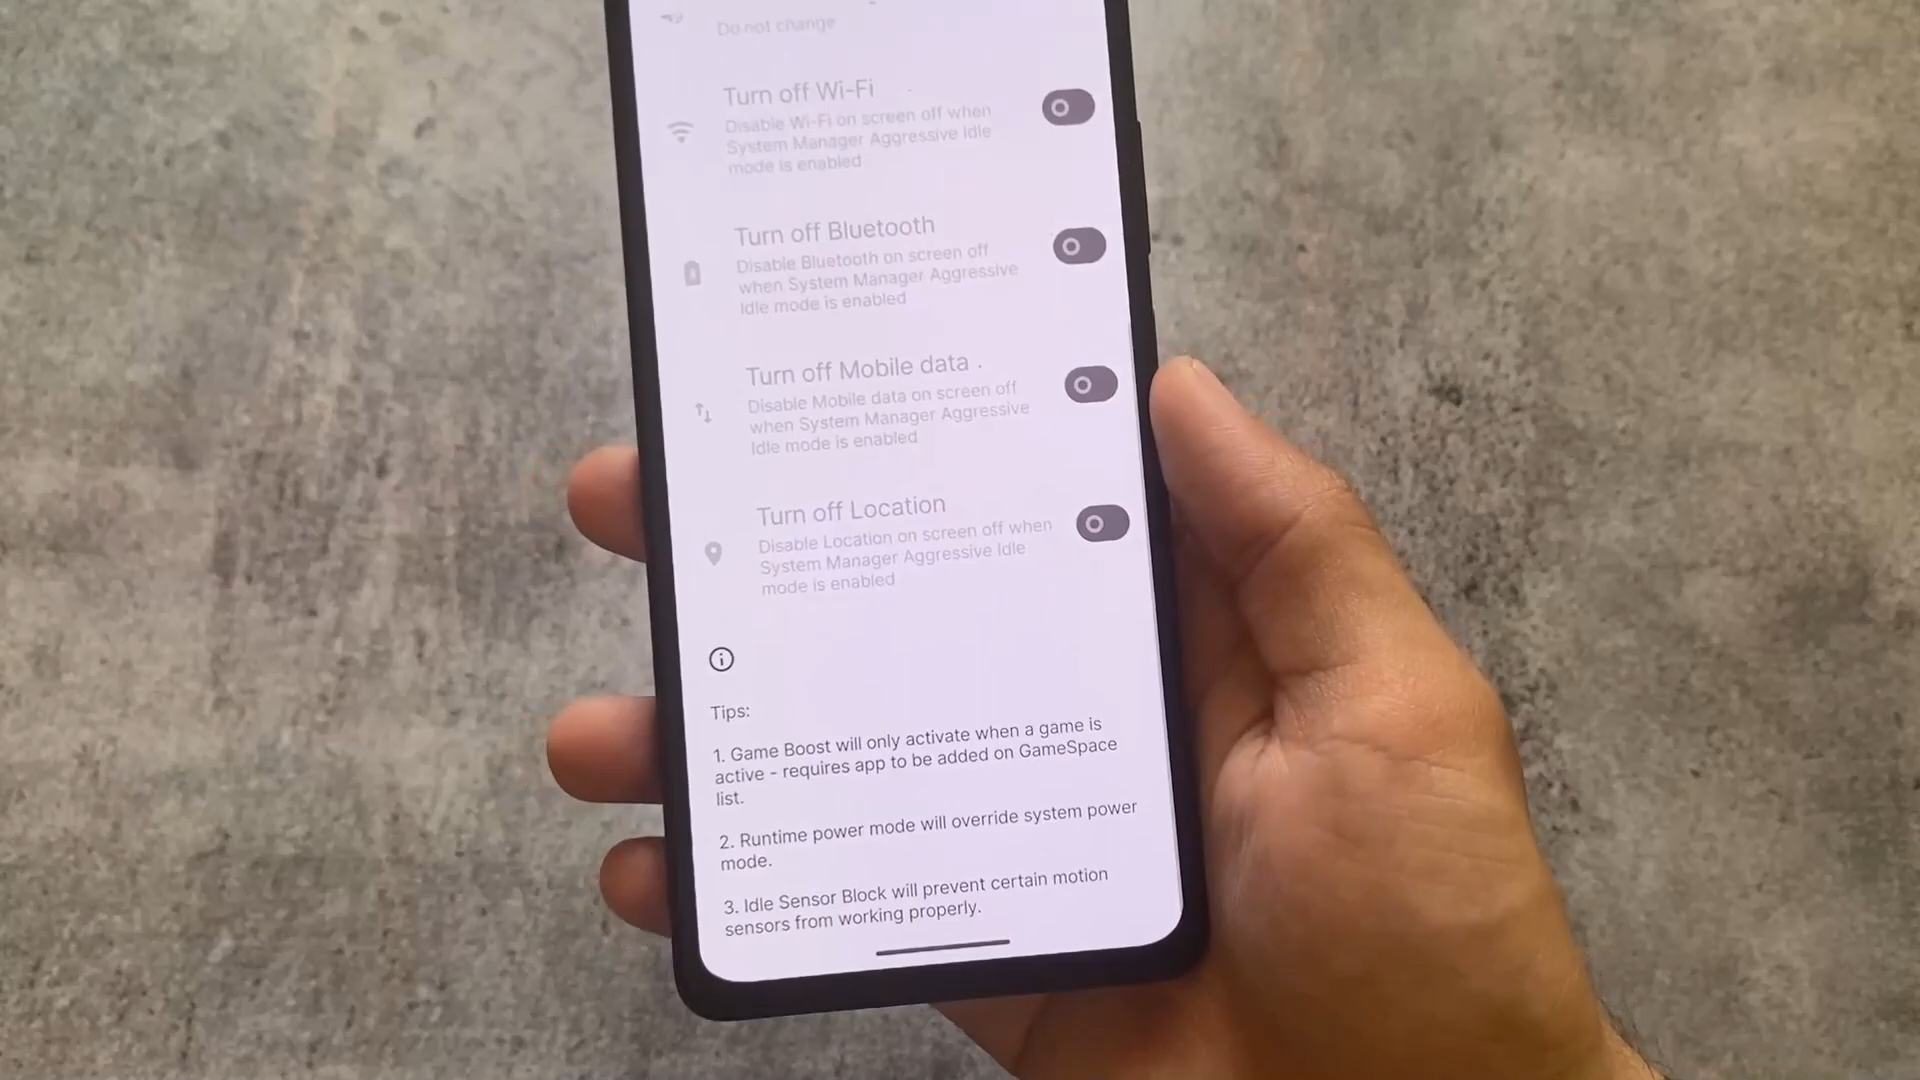 Do not change
Turn off Wi-Fi
Disable Wi-Fi on screen off when
System Manager Aggressive Idle
mode is enabled
Turn off Bluetooth
Disable Bluetooth on screen off
when System Manager Aggressive
Idle mode is enabled
Turn off Mobile data
Disable Mobile data on screen off
when System Manager Aggressive
Idle mode is enabled
Turn off Location
Disable Location on screen off when
System Manager Aggressive Idle
mode is enabled
Tips:
1. Game Boost will only activate when a game is
active - requires app to be added on GameSpace
list.
2. Runtime power mode will override system power
mode.
3. Idle Sensor Block will prevent certain motion
sensors from working properly.